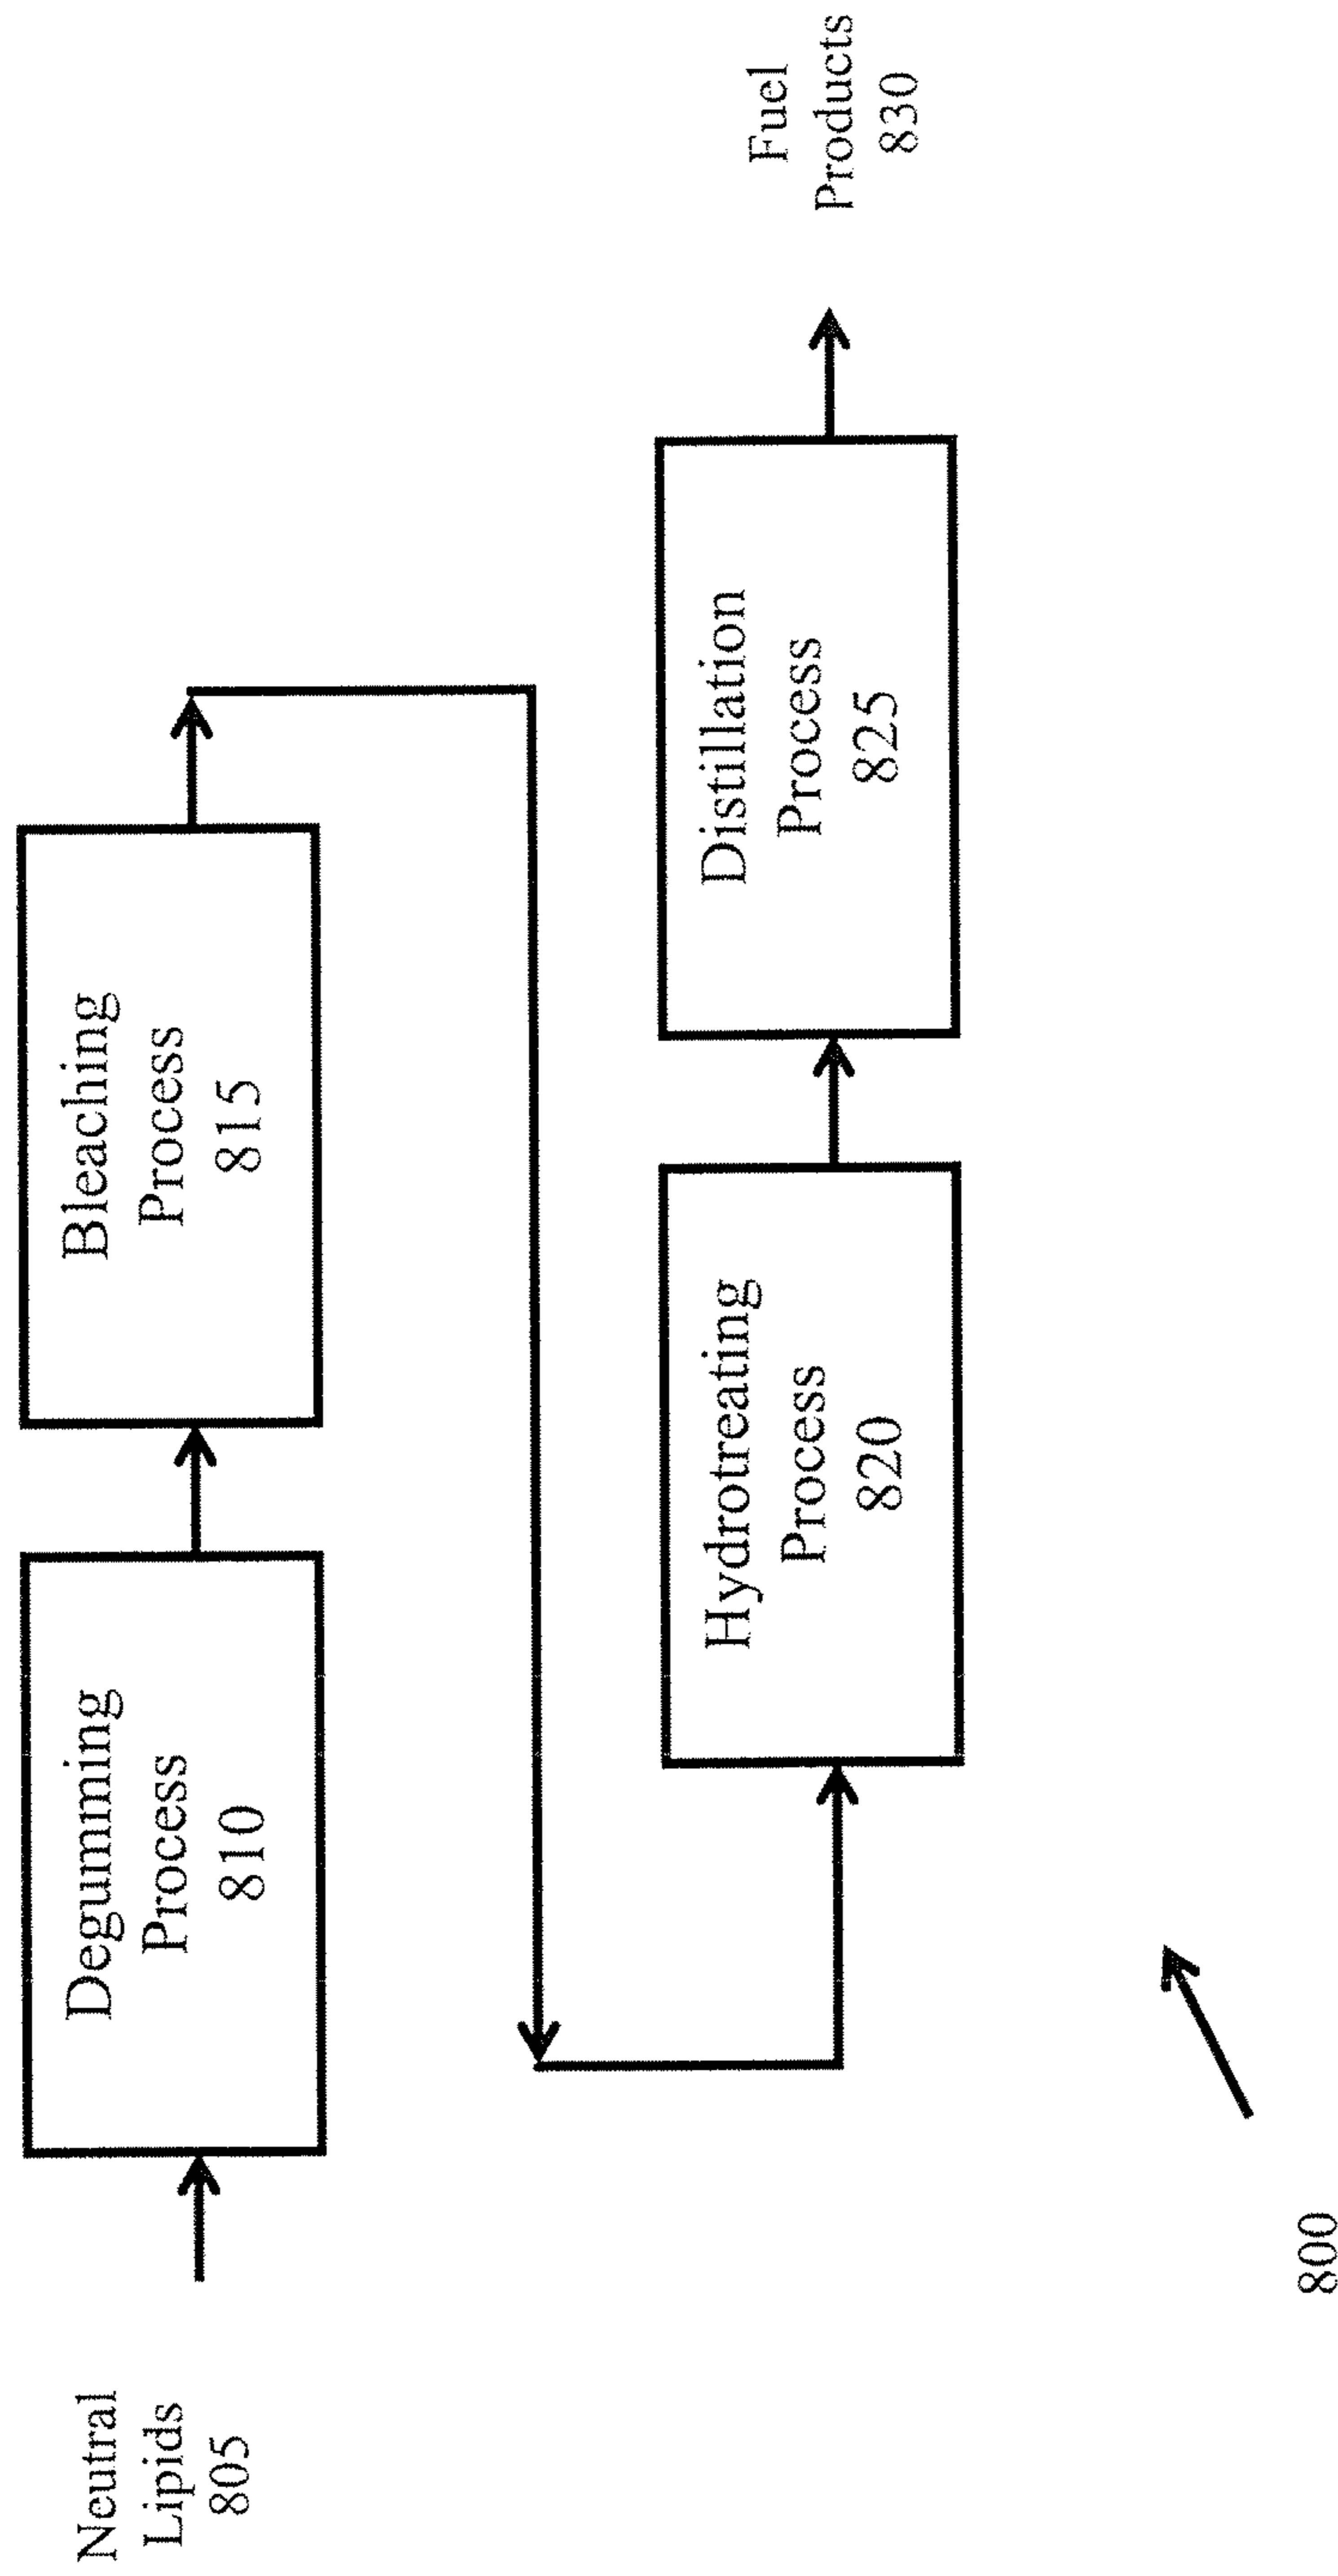 Neutral
Lipids
805
Degumming
Process
810
Bleaching
Process
815
Hydrotreating
Process
820
Distillation
Process
825
Fuel
Products
830
800